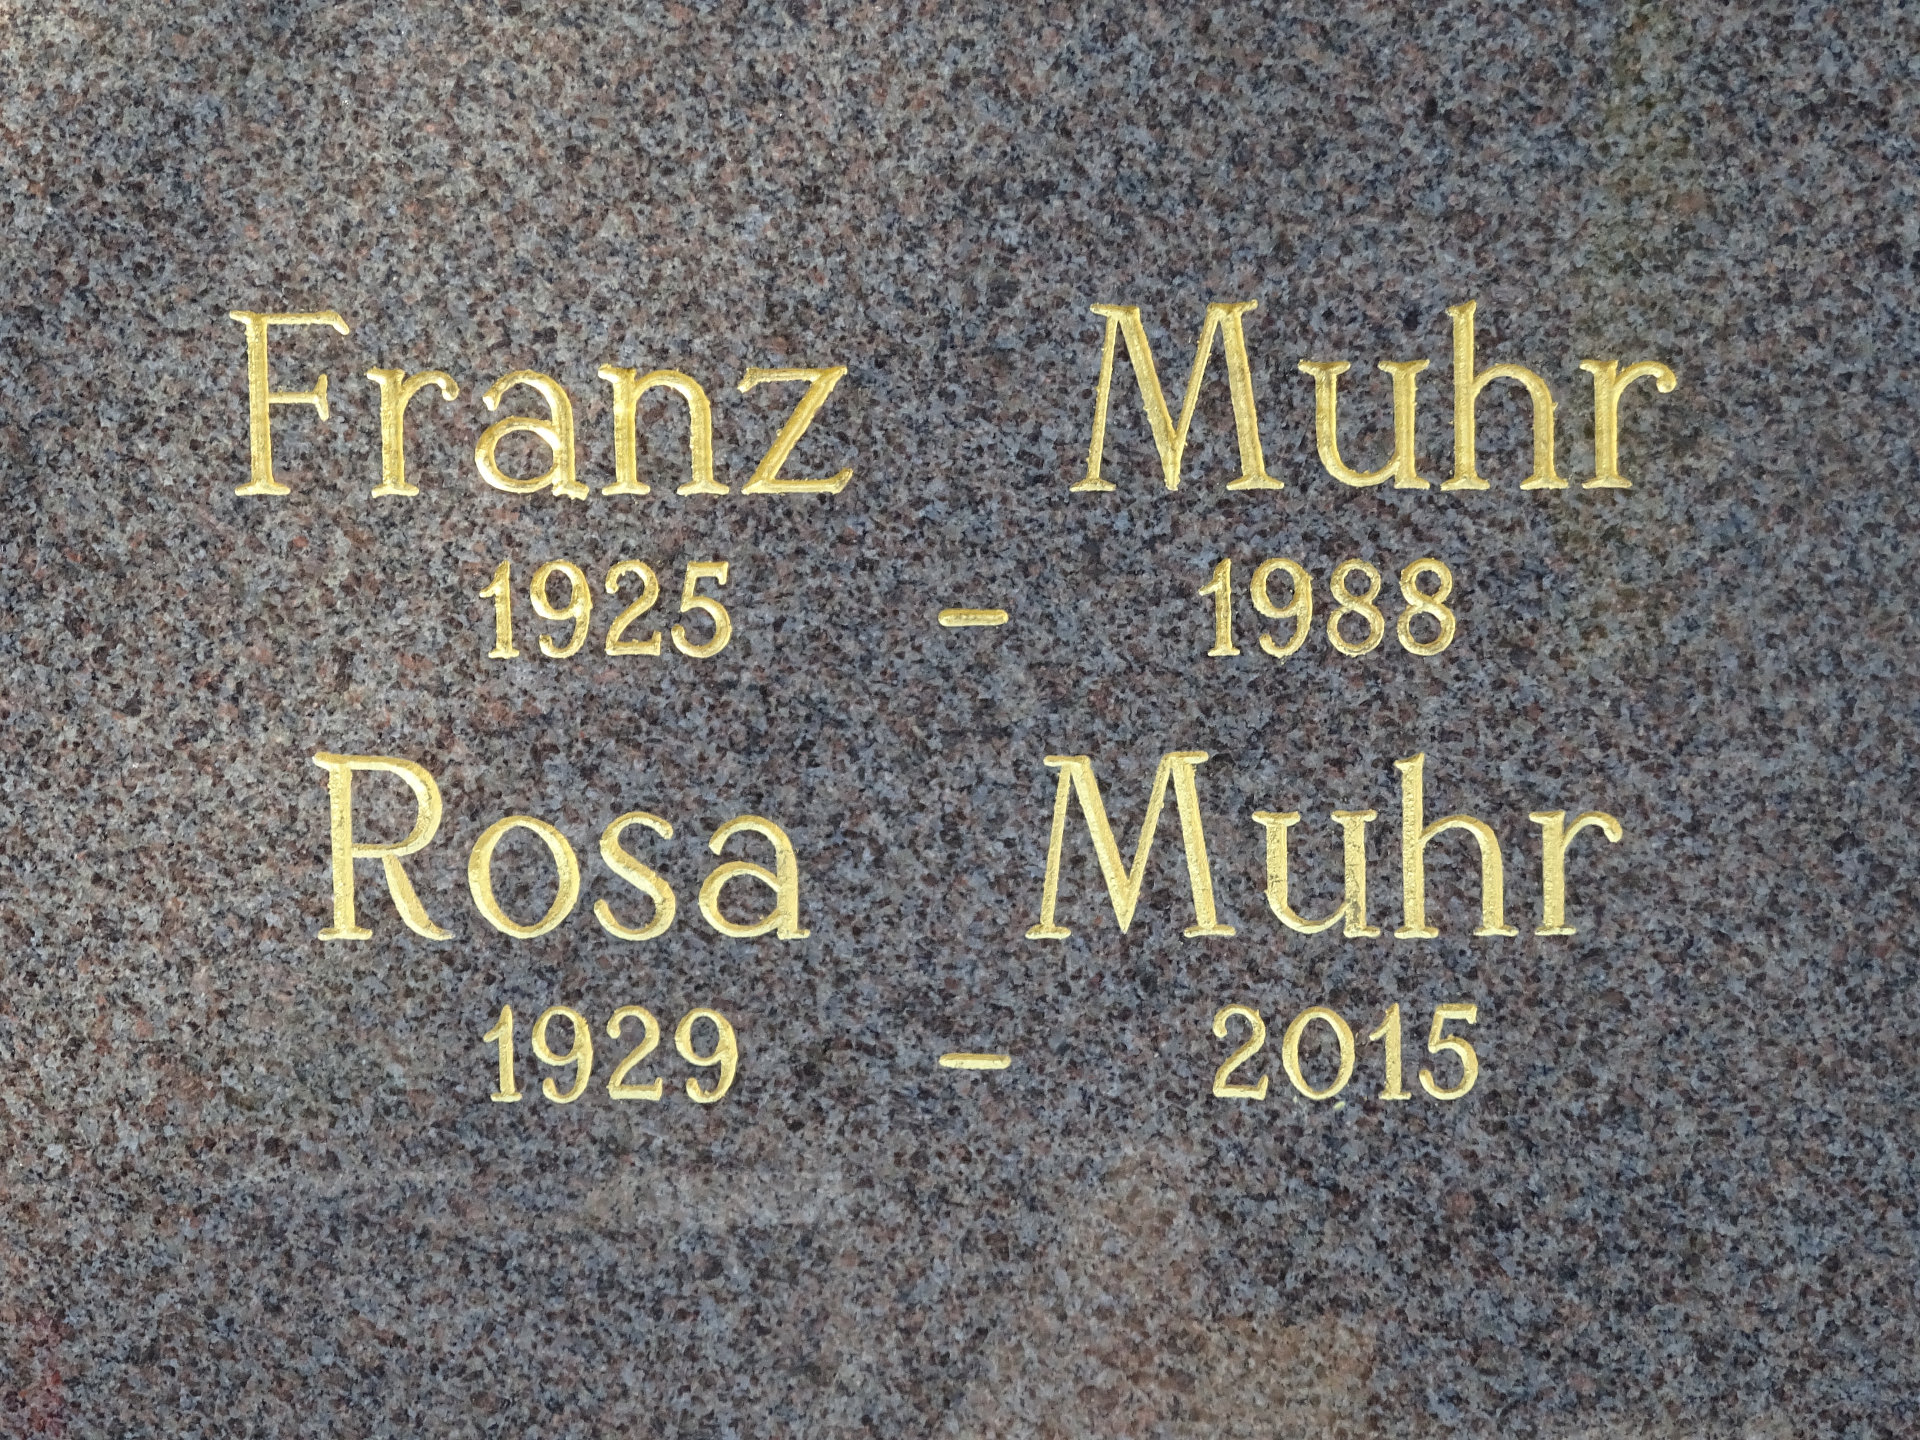 Franz Muhr
1925 – 1988
Rosa Muhr
1929 – 2015